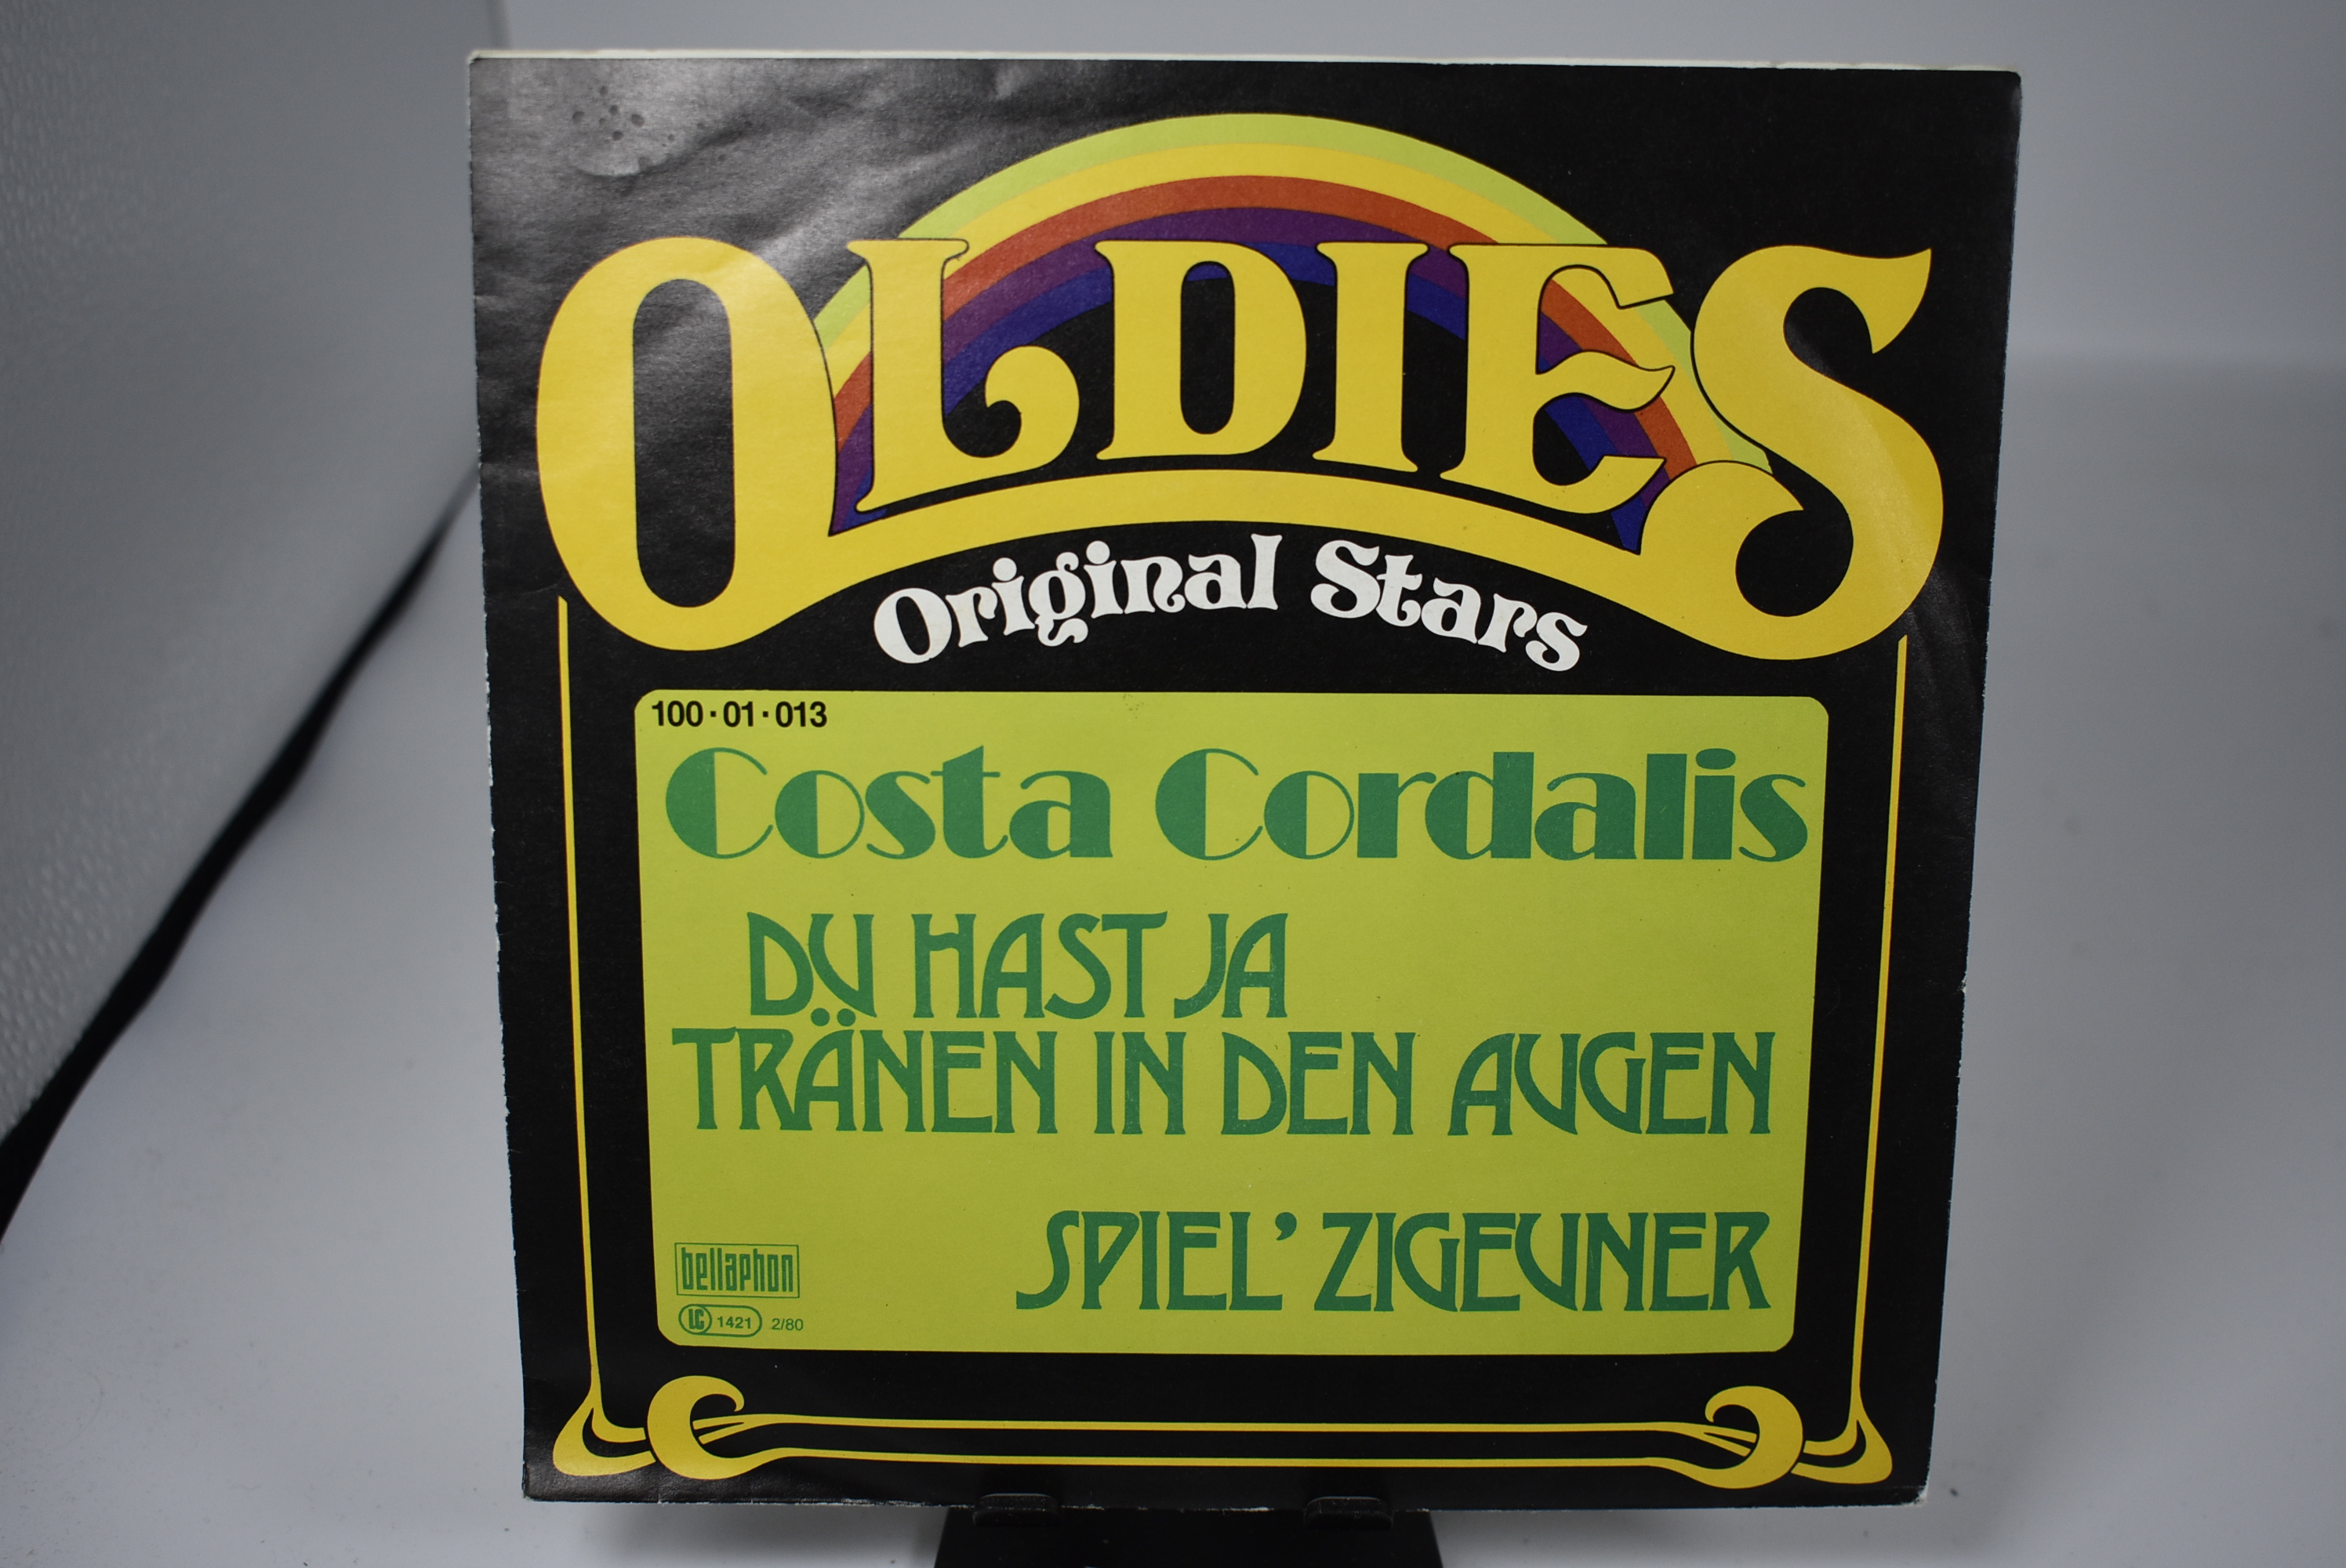 OLDIES
Original Stars
100·01·013
Costa Cordalis
DU HAST JA
TRÄNEN IN DEN AUGEN
SPIEL' ZIGEUNER
bellaphon
LC 1421 2/80